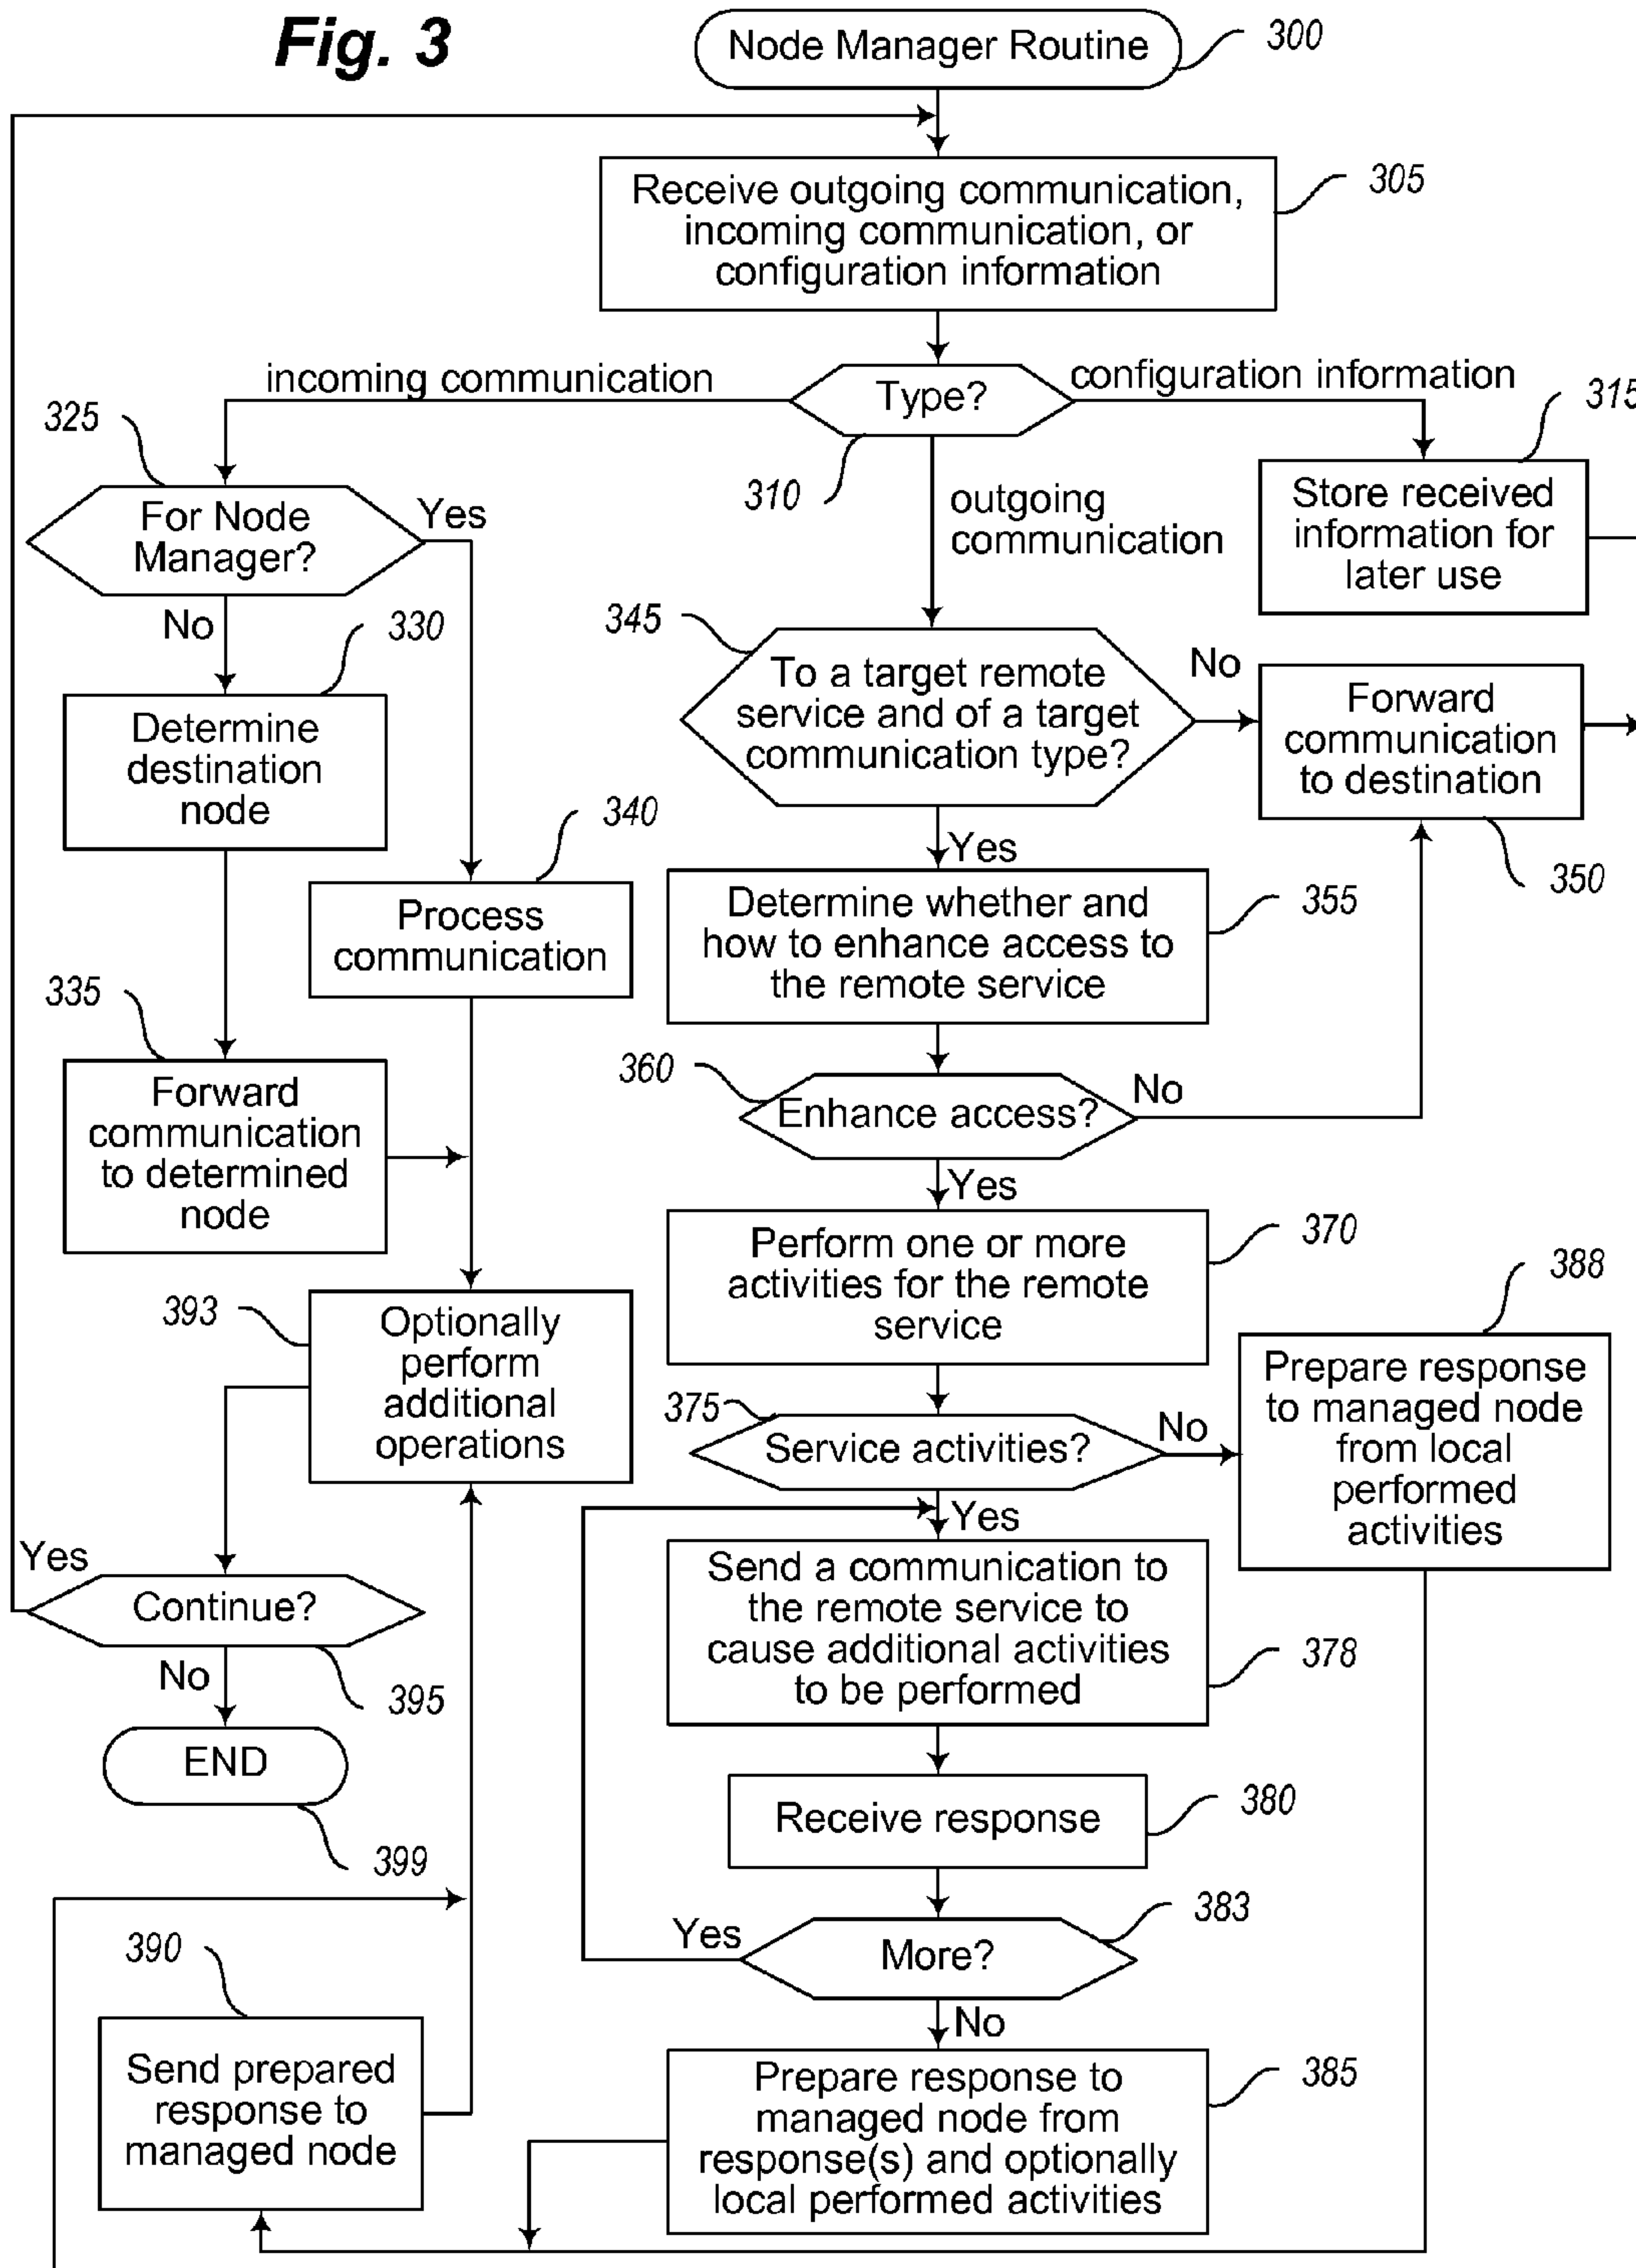 Fig. 3
Node Manager Routine
300
Receive outgoing communication,
incoming communication, or
configuration information
305
incoming communication
Type?
configuration information
310
325
For Node
Manager?
Yes
No
outgoing
communication
315
Store received
information for
later use
330
Determine
destination
node
345
To a target remote
service and of a target
communication type?
No
Forward
communication
to destination
350
340
Process
communication
Yes
Determine whether and
how to enhance access to
the remote service
355
335
Forward
communication
to determined
node
360
Enhance access?
No
Yes
Perform one or more
activities for the remote
service
370
393
Optionally
perform
additional
operations
375
Service activities?
No
388
Prepare response
to managed node
from local
performed
activities
Yes
Send a communication to
the remote service to
cause additional activities
to be performed
378
Yes
Continue?
No
395
END
399
Receive response
380
Yes
More?
383
No
390
Send prepared
response to
managed node
Prepare response to
managed node from
response(s) and optionally
local performed activities
385